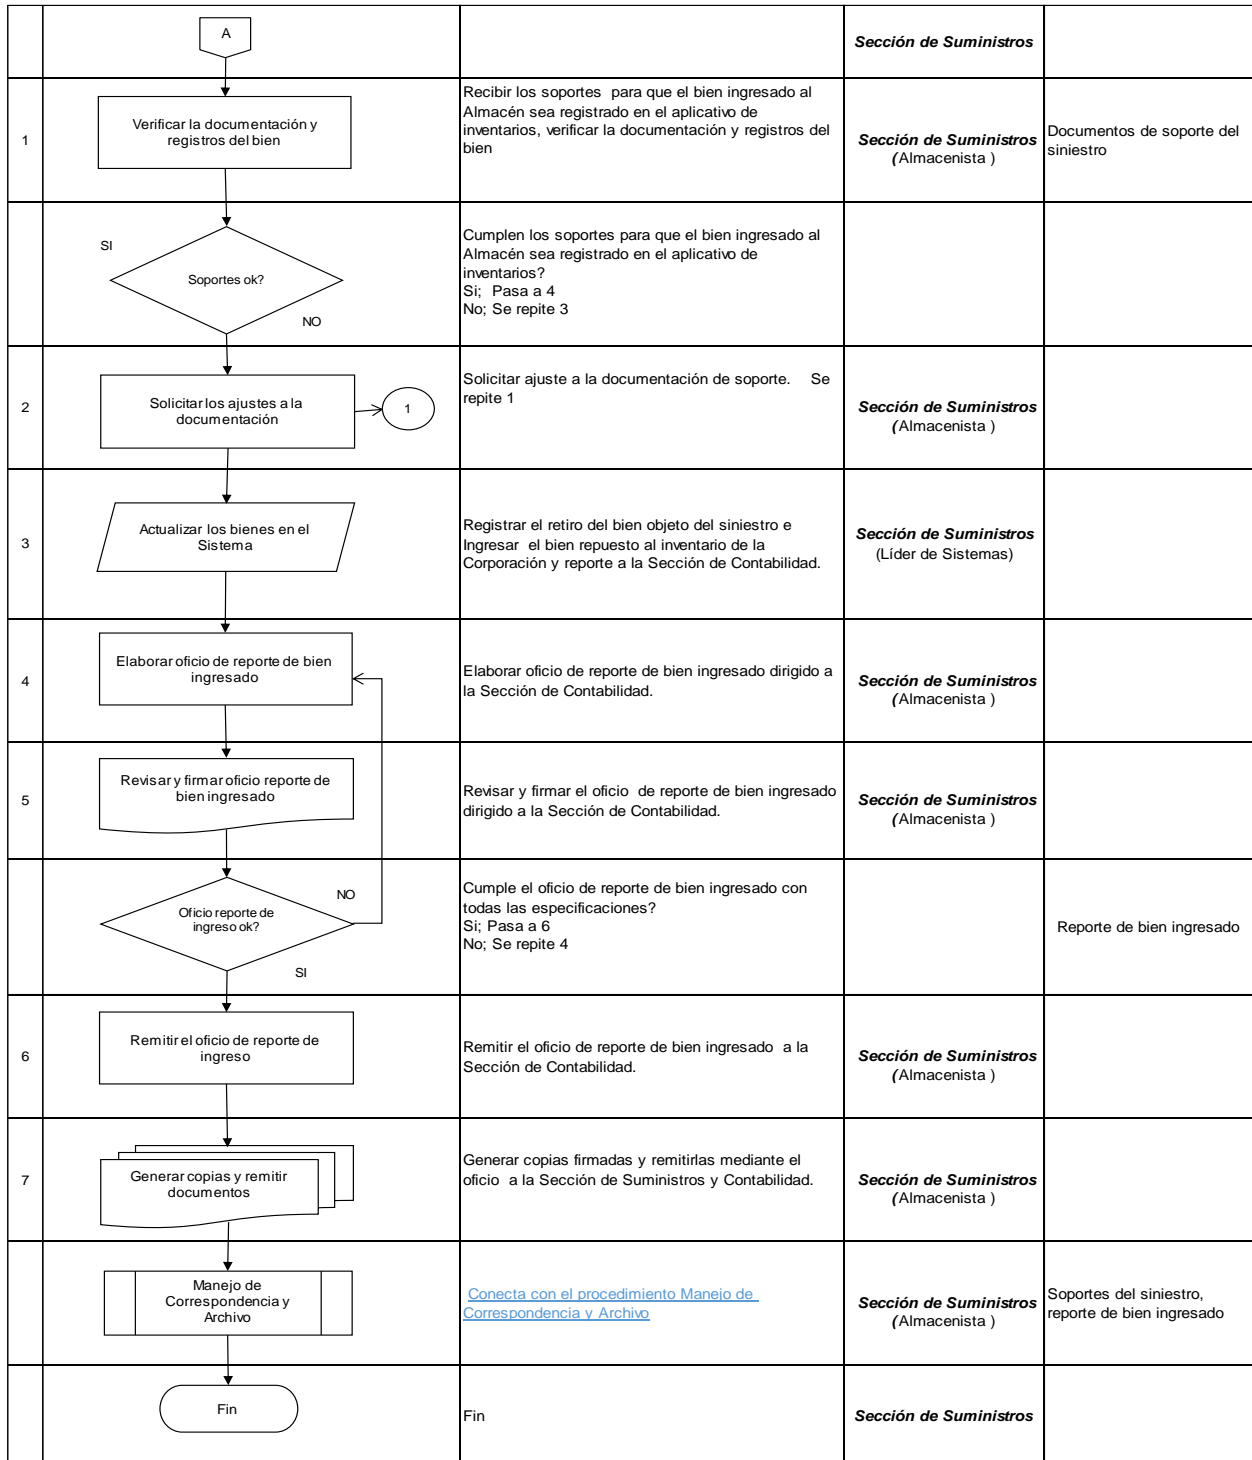 A
Sección de Suministros
1
Verificar la documentación y
registros del bien
Recibir los soportes para que el bien ingresado al
Almacén sea registrado en el aplicativo de
inventarios, verificar la documentación y registros del
bien
Sección de Suministros
(Almacenista )
Documentos de soporte del
siniestro
SI
Soportes ok?
NO
Cumplen los soportes para que el bien ingresado al
Almacén sea registrado en el aplicativo de
inventarios?
Si; Pasa a 4
No; Se repite 3
2
Solicitar los ajustes a la
documentación
1
Solicitar ajuste a la documentación de soporte. Se
repite 1
Sección de Suministros
(Almacenista )
3
Actualizar los bienes en el
Sistema
Registrar el retiro del bien objeto del siniestro e
Ingresar el bien repuesto al inventario de la
Corporación y reporte a la Sección de Contabilidad.
Sección de Suministros
(Líder de Sistemas)
4
Elaborar oficio de reporte de bien
ingresado
Elaborar oficio de reporte de bien ingresado dirigido a
la Sección de Contabilidad.
Sección de Suministros
(Almacenista )
5
Revisar y firmar oficio reporte de
bien ingresado
Revisar y firmar el oficio de reporte de bien ingresado
dirigido a la Sección de Contabilidad.
Sección de Suministros
(Almacenista )
Oficio reporte de
ingreso ok?
NO
SI
Cumple el oficio de reporte de bien ingresado con
todas las especificaciones?
Si; Pasa a 6
No; Se repite 4
Reporte de bien ingresado
6
Remitir el oficio de reporte de
ingreso
Remitir el oficio de reporte de bien ingresado a la
Sección de Contabilidad.
Sección de Suministros
(Almacenista )
7
Generar copias y remitir
documentos
Generar copias firmadas y remitirlas mediante el
oficio a la Sección de Suministros y Contabilidad.
Sección de Suministros
(Almacenista )
Manejo de
Correspondencia y
Archivo
Conecta con el procedimiento Manejo de
Correspondencia y Archivo
Sección de Suministros
(Almacenista )
Soportes del siniestro,
reporte de bien ingresado
Fin
Fin
Sección de Suministros